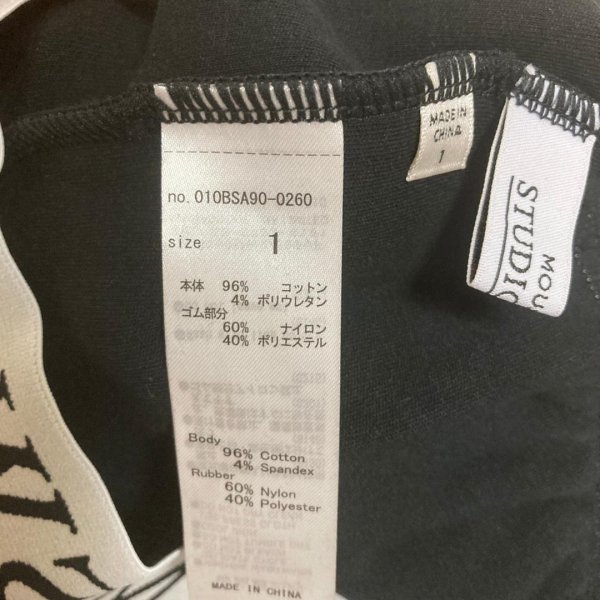 no. 010BSA90-0260
size 1
本体 96% コットン
4% ポリウレタン
ゴム部分
60% ナイロン
40% ポリエステル
Body
96% Cotton
4% Spandex
Rubber
60% Nylon
40% Polyester
MADE IN CHINA
MADE IN
CHINA
1
MOU
STUDIO